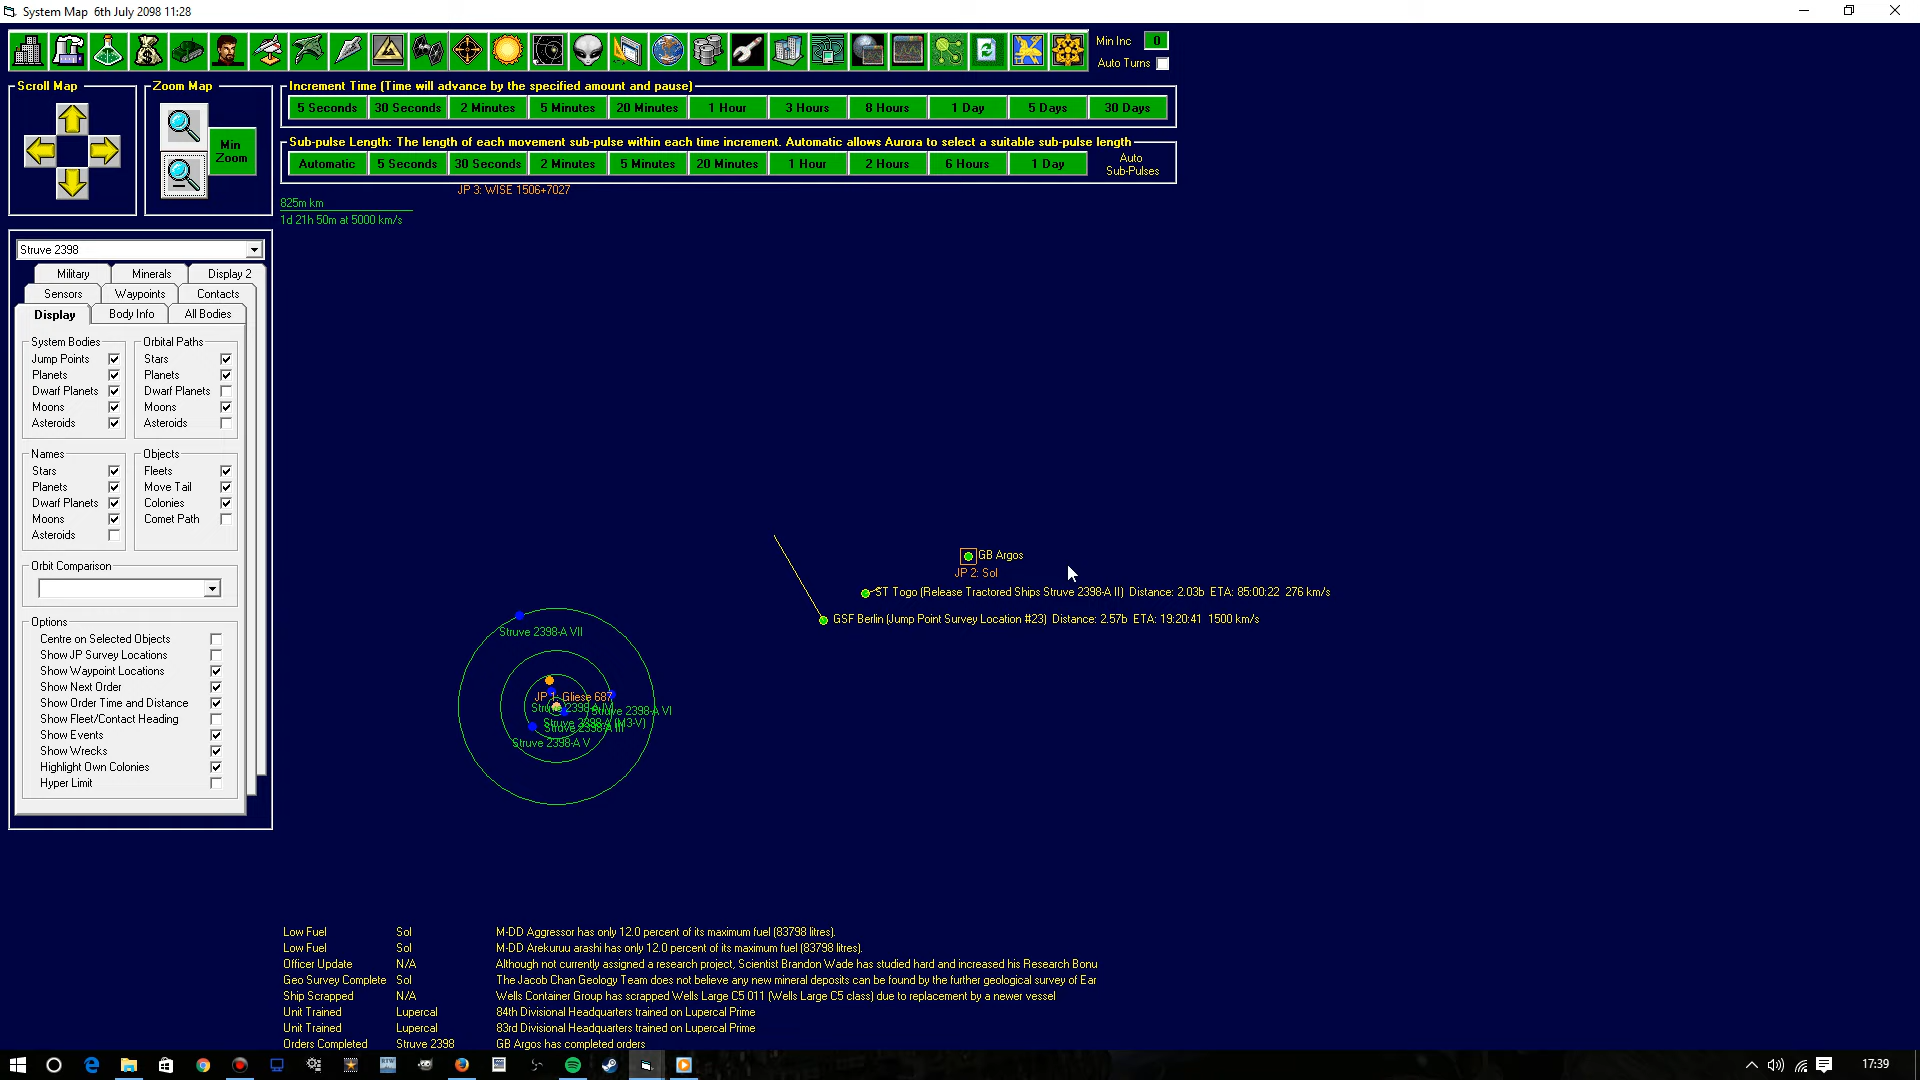 System Map 6th July 2098 11:28
Min Inc 0
Auto Turns
Scroll Map
Zoom Map
Min Zoom
Increment Time (Time will advance by the specified amount and pause)
5 Seconds 30 Seconds 2 Minutes 5 Minutes 20 Minutes 1 Hour 3 Hours 8 Hours 1 Day 5 Days 30 Days
Sub-pulse Length: The length of each movement sub-pulse within each time increment. Automatic allows Aurora to select a suitable sub-pulse length
Automatic 5 Seconds 30 Seconds 2 Minutes 5 Minutes 20 Minutes 1 Hour 2 Hours 6 Hours 1 Day
Auto Sub-Pulses
JP 3: WISE 1506+7027
825m km
1d 21h 50m at 5000 km/s
Struve 2398
Military Minerals Display 2
Sensors Waypoints Contacts
Display Body Info All Bodies
System Bodies
Jump Points
Planets
Dwarf Planets
Moons
Asteroids
Orbital Paths
Stars
Planets
Dwarf Planets
Moons
Asteroids
Names
Stars
Planets
Dwarf Planets
Moons
Asteroids
Objects
Fleets
Move Tail
Colonies
Comet Path
Orbit Comparison
Options
Centre on Selected Objects
Show JP Survey Locations
Show Waypoint Locations
Show Next Order
Show Order Time and Distance
Show Fleet/Contact Heading
Show Events
Show Wrecks
Highlight Own Colonies
Hyper Limit
GB Argos
JP 2: Sol
ST Togo (Release Tractored Ships Struve 2398-A II) Distance: 2.03b ETA: 85:00:22 276 km/s
GSF Berlin (Jump Point Survey Location #23) Distance: 2.57b ETA: 19:20:41 1500 km/s
Struve 2398-A VII
JP 1: Gliese 687
Struve 2398-A IV
Struve 2398-A VI
Struve 2398-A (M3-V)
Struve 2398-A III
Struve 2398-A V
Low Fuel Sol M-DD Aggressor has only 12.0 percent of its maximum fuel (83798 litres).
Low Fuel Sol M-DD Arekuruu arashi has only 12.0 percent of its maximum fuel (83798 litres).
Officer Update N/A Although not currently assigned a research project, Scientist Brandon Wade has studied hard and increased his Research Bonu
Geo Survey Complete Sol The Jacob Chan Geology Team does not believe any new mineral deposits can be found by the further geological survey of Ear
Ship Scrapped N/A Wells Container Group has scrapped Wells Large C5 011 (Wells Large C5 class) due to replacement by a newer vessel
Unit Trained Lupercal 84th Divisional Headquarters trained on Lupercal Prime
Unit Trained Lupercal 83rd Divisional Headquarters trained on Lupercal Prime
Orders Completed Struve 2398 GB Argos has completed orders
17:39